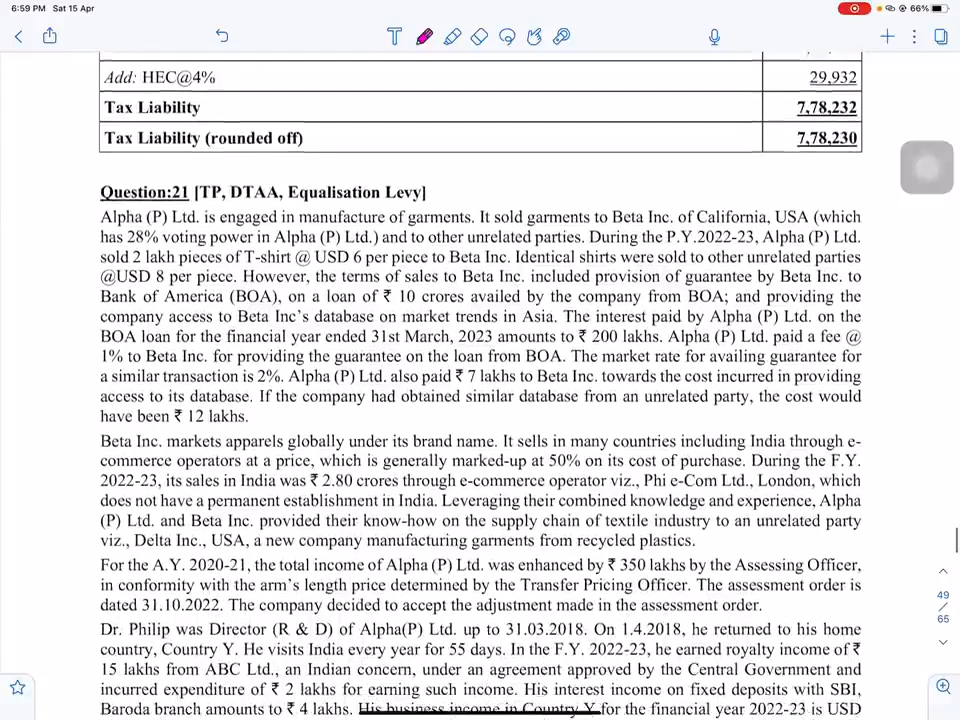 6:59 PM Sat 15 Apr
66%
Add: HEC@4% 29,932
Tax Liability 7,78,232
Tax Liability (rounded off) 7,78,230
Question:21 [TP, DTAA, Equalisation Levy]
Alpha (P) Ltd. is engaged in manufacture of garments. It sold garments to Beta Inc. of California, USA (which
has 28% voting power in Alpha (P) Ltd.) and to other unrelated parties. During the P.Y.2022-23, Alpha (P) Ltd.
sold 2 lakh pieces of T-shirt @ USD 6 per piece to Beta Inc. Identical shirts were sold to other unrelated parties
@USD 8 per piece. However, the terms of sales to Beta Inc. included provision of guarantee by Beta Inc. to
Bank of America (BOA), on a loan of ₹ 10 crores availed by the company from BOA; and providing the
company access to Beta Inc's database on market trends in Asia. The interest paid by Alpha (P) Ltd. on the
BOA loan for the financial year ended 31st March, 2023 amounts to ₹ 200 lakhs. Alpha (P) Ltd. paid a fee @
1% to Beta Inc. for providing the guarantee on the loan from BOA. The market rate for availing guarantee for
a similar transaction is 2%. Alpha (P) Ltd. also paid ₹ 7 lakhs to Beta Inc. towards the cost incurred in providing
access to its database. If the company had obtained similar database from an unrelated party, the cost would
have been ₹ 12 lakhs.
Beta Inc. markets apparels globally under its brand name. It sells in many countries including India through e-
commerce operators at a price, which is generally marked-up at 50% on its cost of purchase. During the F.Y.
2022-23, its sales in India was ₹ 2.80 crores through e-commerce operator viz., Phi e-Com Ltd., London, which
does not have a permanent establishment in India. Leveraging their combined knowledge and experience, Alpha
(P) Ltd. and Beta Inc. provided their know-how on the supply chain of textile industry to an unrelated party
viz., Delta Inc., USA, a new company manufacturing garments from recycled plastics.
For the A.Y. 2020-21, the total income of Alpha (P) Ltd. was enhanced by ₹ 350 lakhs by the Assessing Officer,
in conformity with the arm's length price determined by the Transfer Pricing Officer. The assessment order is
dated 31.10.2022. The company decided to accept the adjustment made in the assessment order.
Dr. Philip was Director (R & D) of Alpha(P) Ltd. up to 31.03.2018. On 1.4.2018, he returned to his home
country, Country Y. He visits India every year for 55 days. In the F.Y. 2022-23, he earned royalty income of ₹
15 lakhs from ABC Ltd., an Indian concern, under an agreement approved by the Central Government and
incurred expenditure of ₹ 2 lakhs for earning such income. His interest income on fixed deposits with SBI,
Baroda branch amounts to ₹ 4 lakhs. His business income in Country Y for the financial year 2022-23 is USD
49
/
65